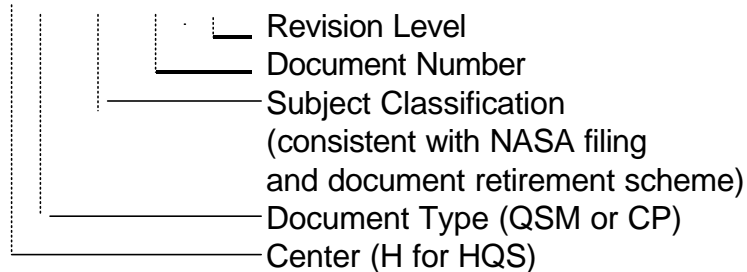 Revision Level
Document Number
Subject Classification
(consistent with NASA filing
and document retirement scheme)
Document Type (QSM or CP)
Center (H for HQS)